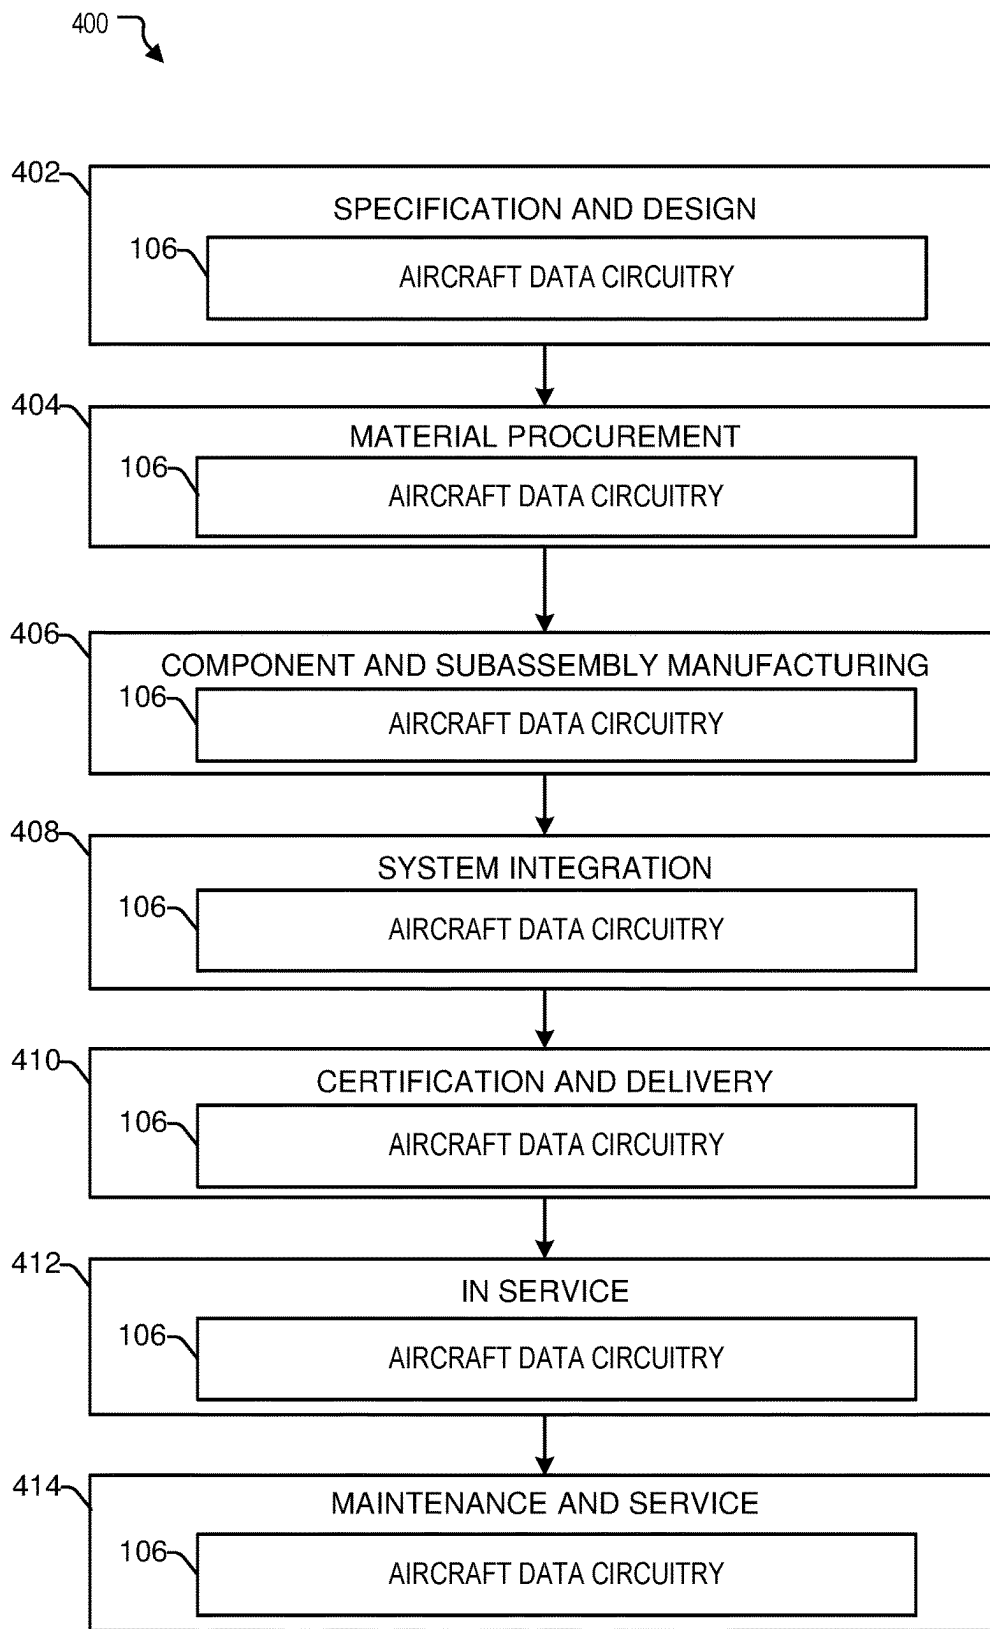 400
402
SPECIFICATION AND DESIGN
106
AIRCRAFT DATA CIRCUITRY
404
MATERIAL PROCUREMENT
106
AIRCRAFT DATA CIRCUITRY
406
COMPONENT AND SUBASSEMBLY MANUFACTURING
106
AIRCRAFT DATA CIRCUITRY
408
SYSTEM INTEGRATION
106
AIRCRAFT DATA CIRCUITRY
410
CERTIFICATION AND DELIVERY
106
AIRCRAFT DATA CIRCUITRY
412
IN SERVICE
106
AIRCRAFT DATA CIRCUITRY
414
MAINTENANCE AND SERVICE
106
AIRCRAFT DATA CIRCUITRY